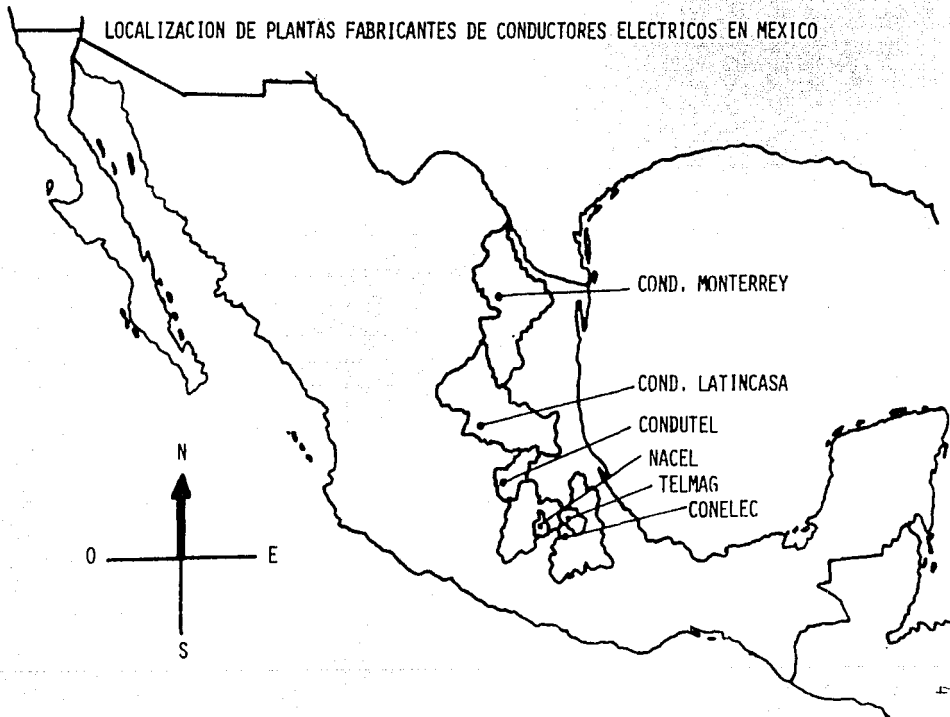 LOCALIZACION DE PLANTAS FABRICANTES DE CONDUCTORES ELECTRICOS EN MEXICO
COND. MONTERREY
COND. LATINCASA
CONDUTEL
NACEL
TELMAG
CONELEC
N
O
E
S